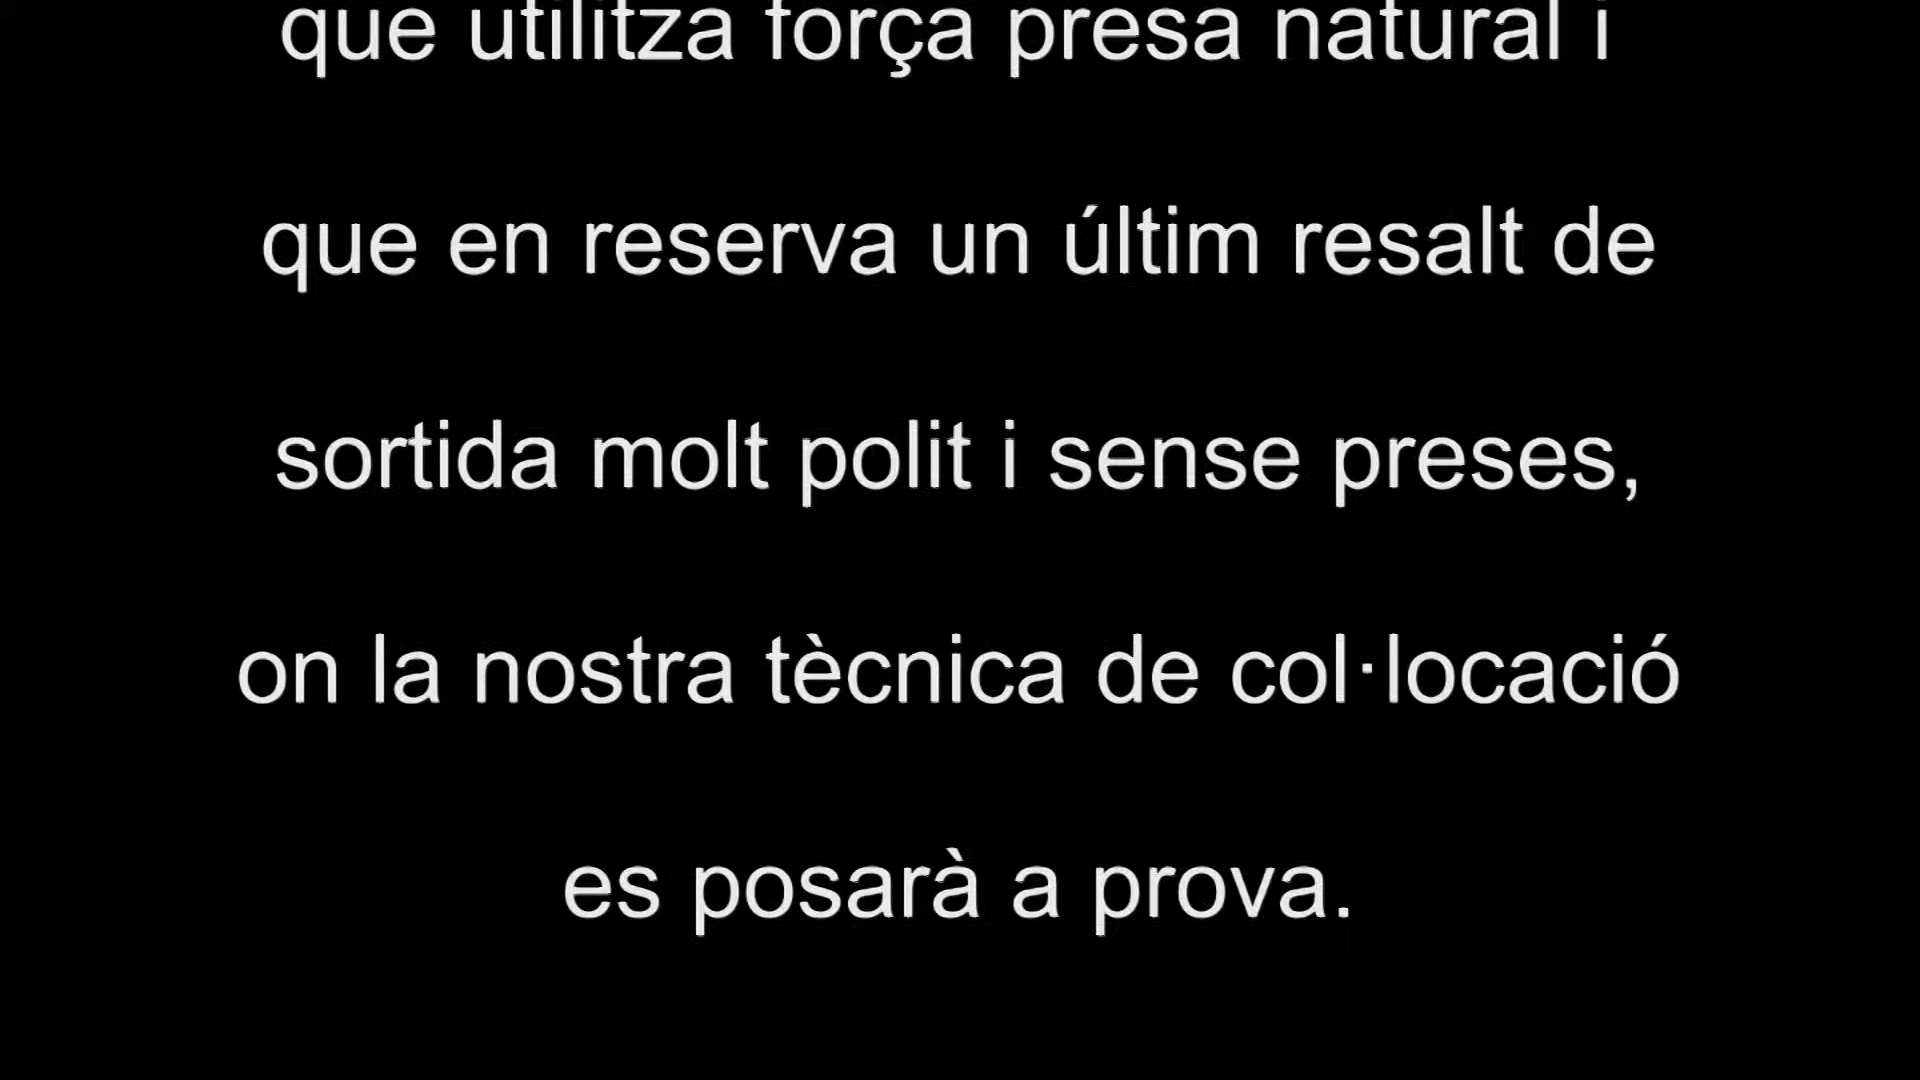 que utilitza força presa natural i
que en reserva un últim resalt de
sortida molt polit i sense preses,
on la nostra tècnica de col·locació
es posarà a prova.